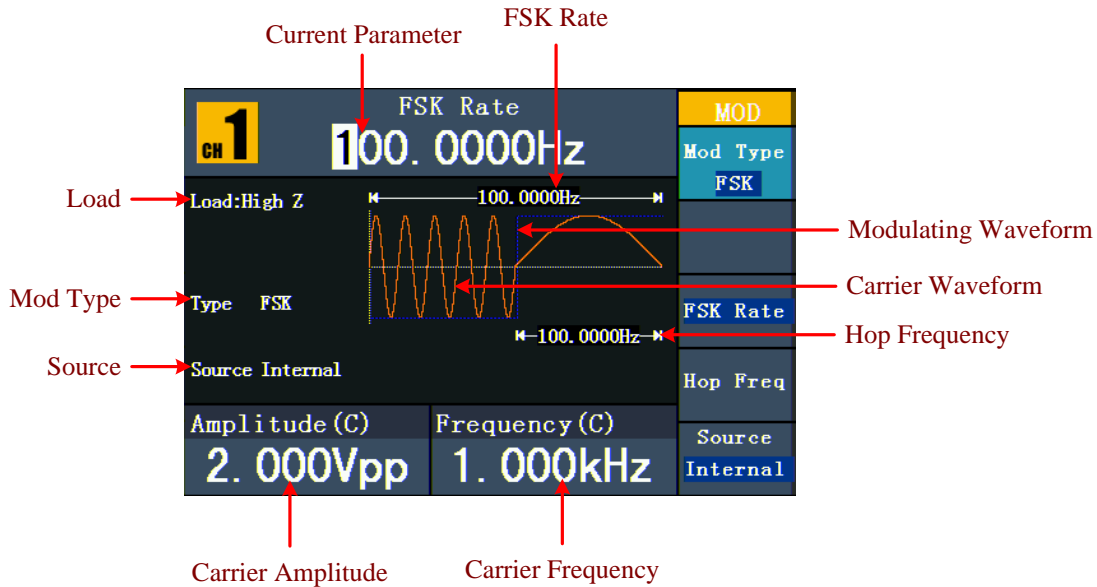 FSK Rate
Current Parameter
CH 1
FSK Rate
100.0000Hz
MOD
Mod Type
FSK
Load
Load:High Z
100.0000Hz
Modulating Waveform
Carrier Waveform
Mod Type
Type FSK
FSK Rate
100.0000Hz
Hop Frequency
Source
Source Internal
Hop Freq
Amplitude(C)
Frequency(C)
2.000Vpp
1.000kHz
Source
Internal
Carrier Amplitude
Carrier Frequency